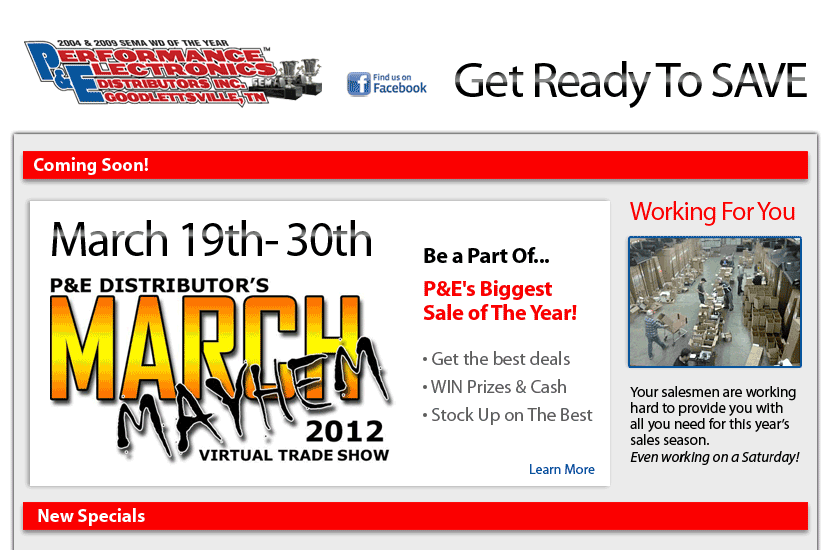 2004 & 2009 SEMA WD OF THE YEAR
PERFORMANCE
P&E ELECTRONICS
DISTRIBUTORS INC.
GOODLETTSVILLE, TN
Find us on
Facebook
Get Ready To SAVE
Coming Soon!
March 19th- 30th
P&E DISTRIBUTOR'S
MARCH
MAYHEM
2012
VIRTUAL TRADE SHOW
Be a Part Of...
P&E's Biggest
Sale of The Year!
• Get the best deals
• WIN Prizes & Cash
• Stock Up on The Best
Learn More
Working For You
Your salesmen are working
hard to provide you with
all you need for this year's
sales season.
Even working on a Saturday!
New Specials